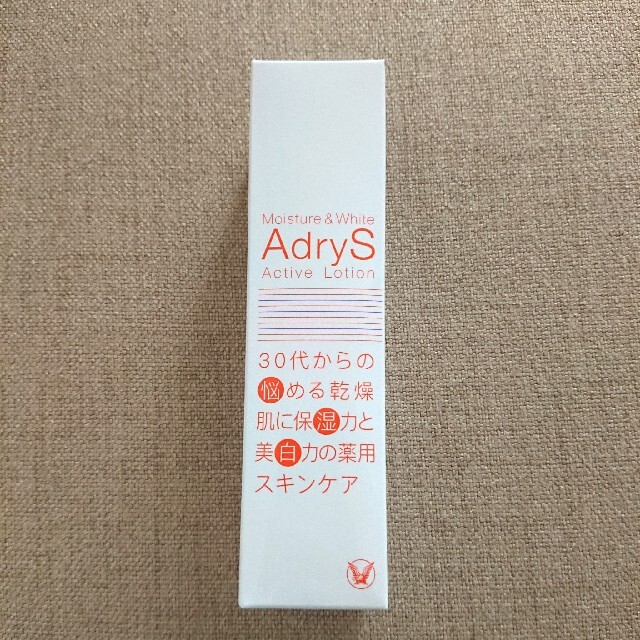 Moisture & White
AdryS
Active Lotion
30代からの
悩める乾燥
肌に保湿力と
美白力の薬用
スキンケア